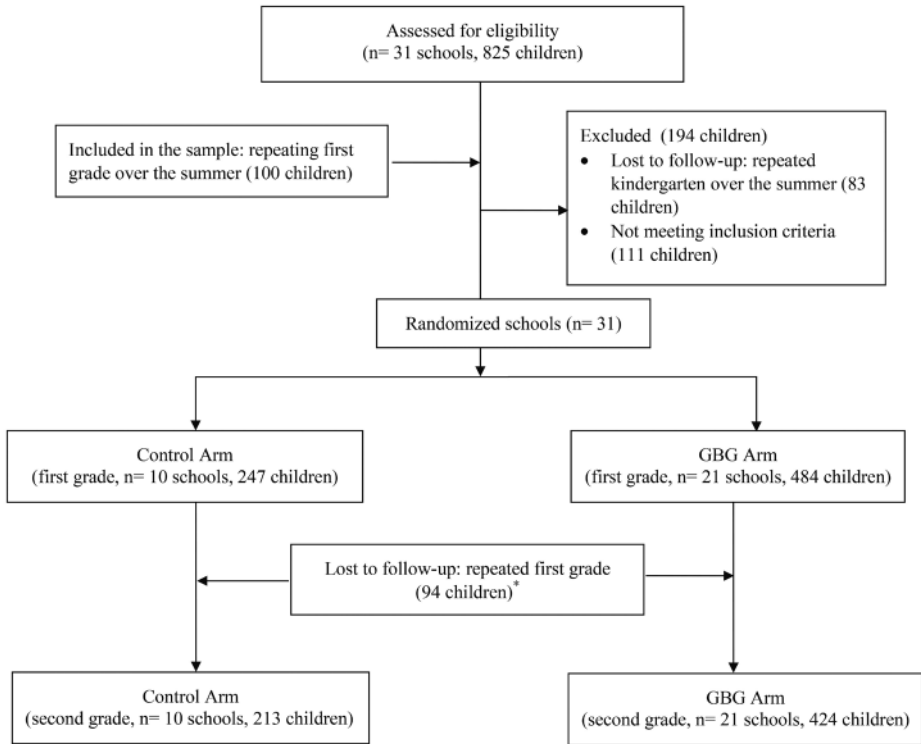 Assessed for eligibility
(n= 31 schools, 825 children)
Included in the sample: repeating first
grade over the summer (100 children)
Excluded (194 children)
• Lost to follow-up: repeated
kindergarten over the summer (83
children)
• Not meeting inclusion criteria
(111 children)
Randomized schools (n= 31)
Control Arm
(first grade, n= 10 schools, 247 children)
GBG Arm
(first grade, n= 21 schools, 484 children)
Lost to follow-up: repeated first grade
(94 children)*
Control Arm
(second grade, n= 10 schools, 213 children)
GBG Arm
(second grade, n= 21 schools, 424 children)